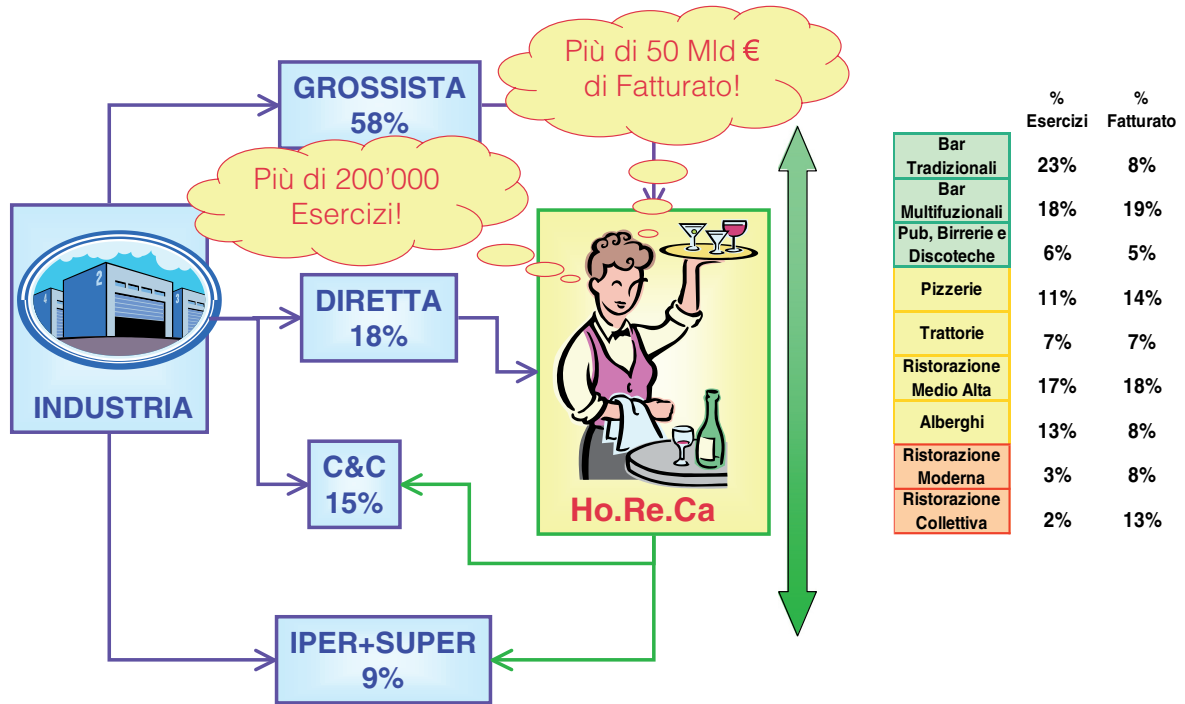 Più di 50 Mld €
di Fatturato!
GROSSISTA
58%
Più di 200'000
Esercizi!
INDUSTRIA
2
4
3
DIRETTA
18%
C&C
15%
IPER+SUPER
9%
Ho.Re.Ca
% %
Esercizi Fatturato
Bar
Tradizionali 23% 8%
Bar
Multifuzionali 18% 19%
Pub, Birrerie e
Discoteche 6% 5%
Pizzerie 11% 14%
Trattorie 7% 7%
Ristorazione
Medio Alta 17% 18%
Alberghi 13% 8%
Ristorazione
Moderna 3% 8%
Ristorazione
Collettiva 2% 13%